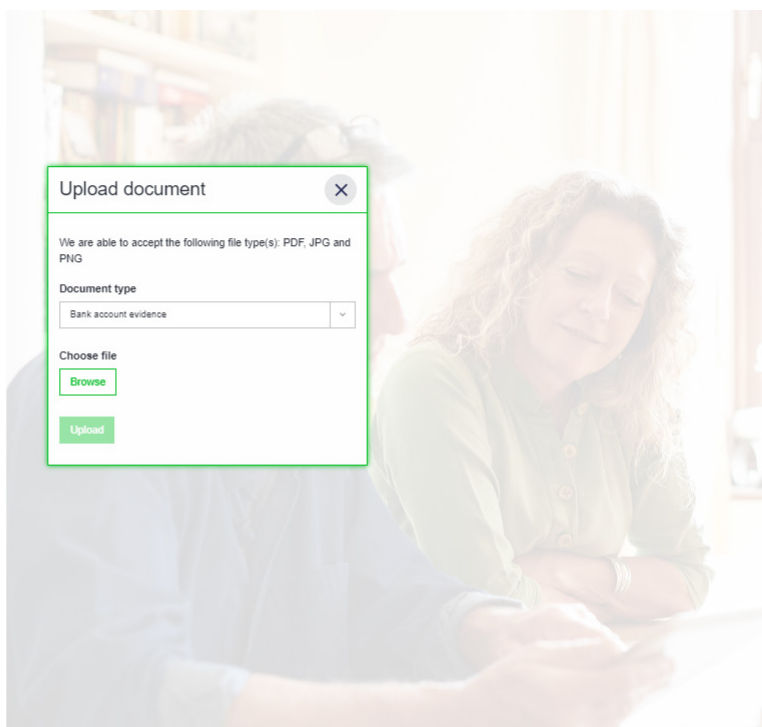 Upload document
We are able to accept the following file type(s): PDF, JPG and
PNG
Document type
Bank account evidence
Choose file
Browse
Upload